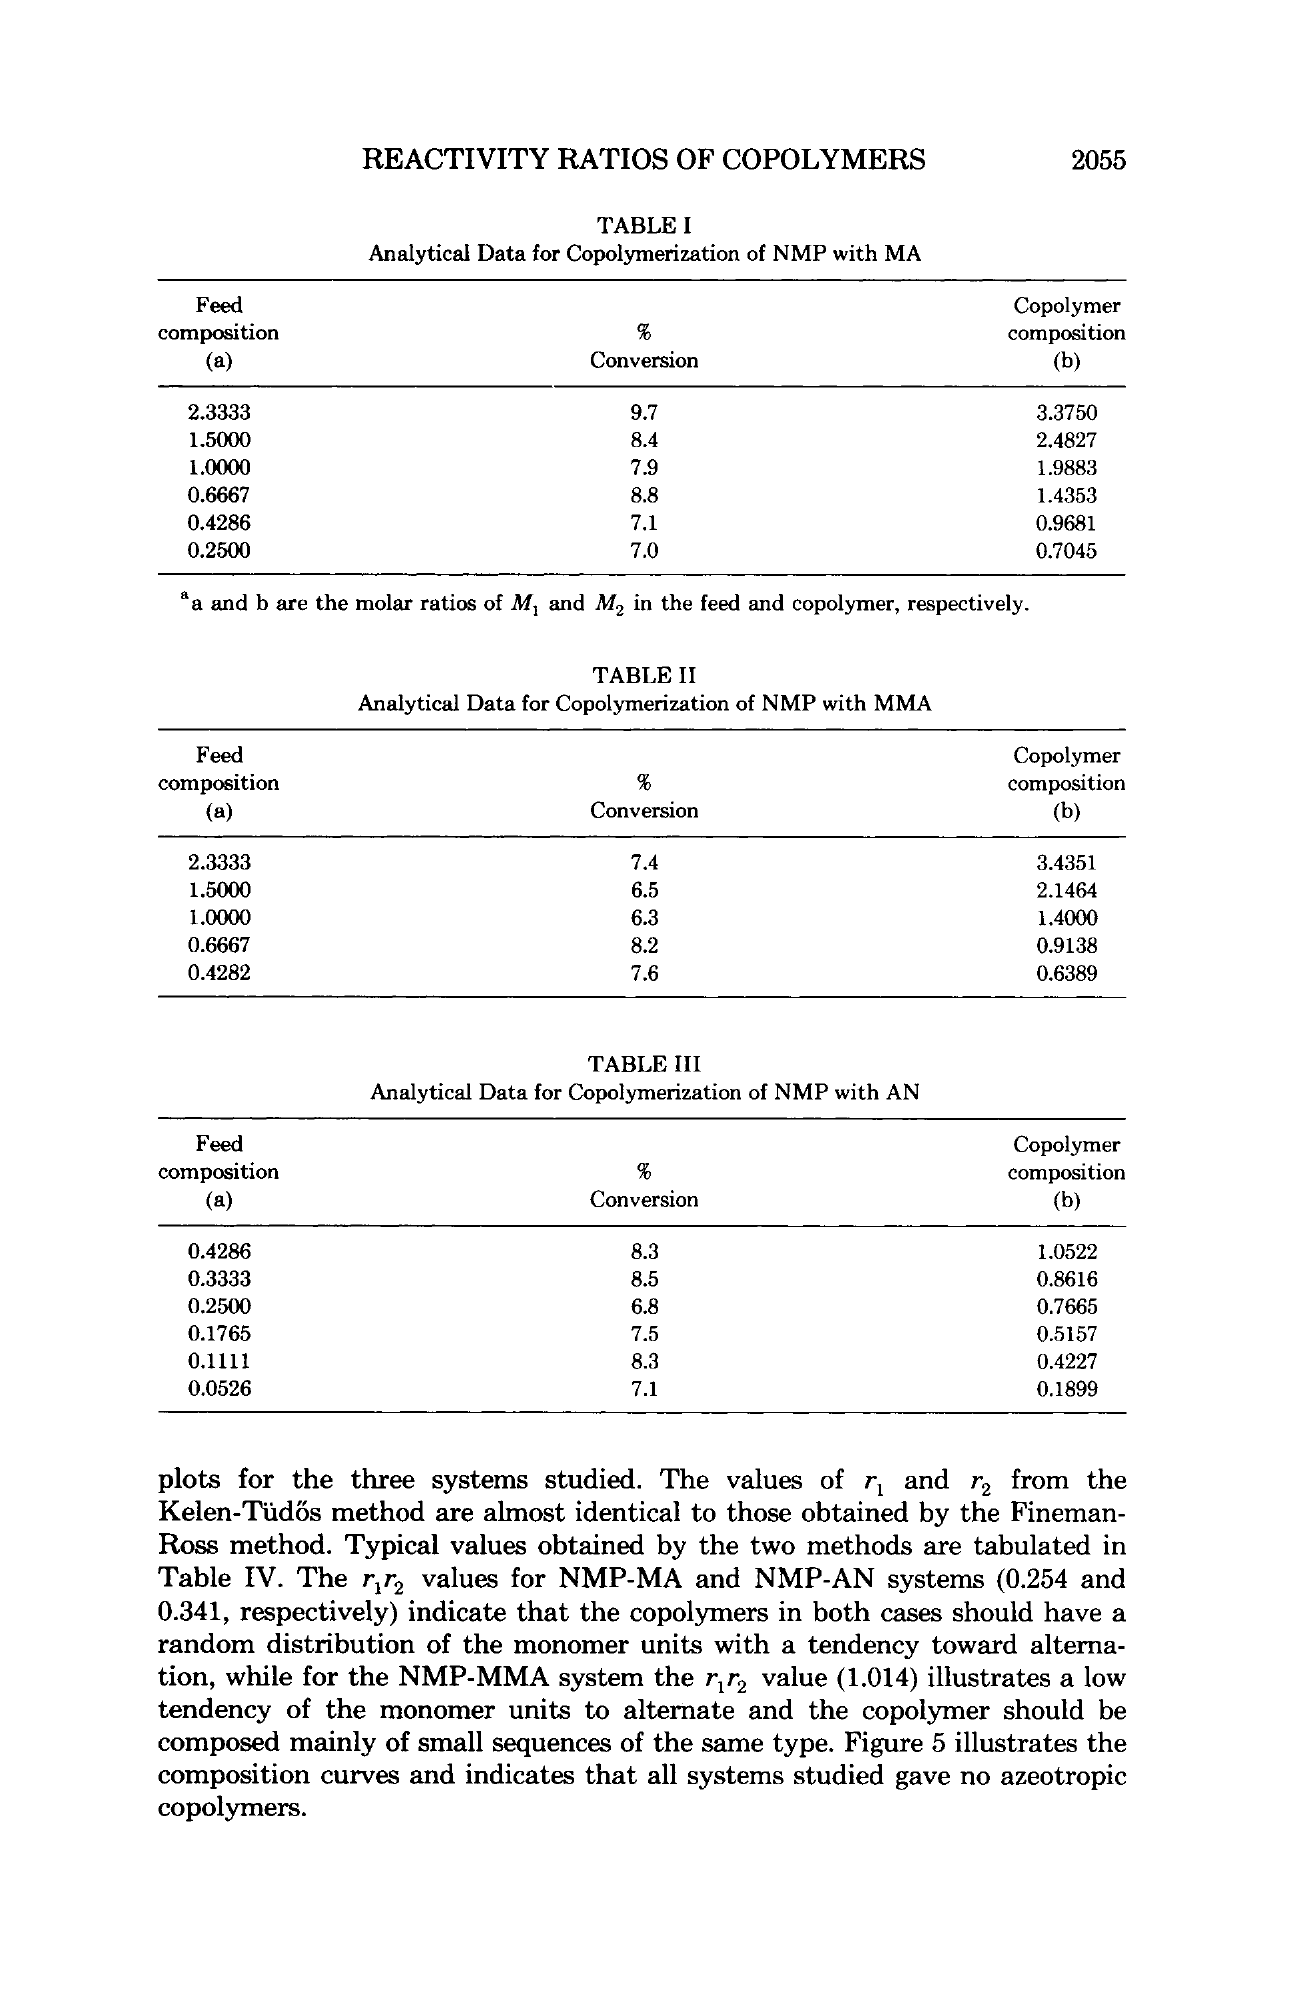 REACTIVITY RATIOS OF COPOLYMERS 2055
TABLE I
Analytical Data for Copolymerization of NMP with MA
Feed Copolymer
composition % composition
(a) Conversion (b)
2.3333 9.7 3.3750
1.5000 8.4 2.4827
1.0000 7.9 1.9883
0.6667 8.8 1.4353
0.4286 7.1 0.9681
0.2500 7.0 0.7045
ᵃa and b are the molar ratios of M₁ and M₂ in the feed and copolymer, respectively.
TABLE II
Analytical Data for Copolymerization of NMP with MMA
Feed Copolymer
composition % composition
(a) Conversion (b)
2.3333 7.4 3.4351
1.5000 6.5 2.1464
1.0000 6.3 1.4000
0.6667 8.2 0.9138
0.4282 7.6 0.6389
TABLE III
Analytical Data for Copolymerization of NMP with AN
Feed Copolymer
composition % composition
(a) Conversion (b)
0.4286 8.3 1.0522
0.3333 8.5 0.8616
0.2500 6.8 0.7665
0.1765 7.5 0.5157
0.1111 8.3 0.4227
0.0526 7.1 0.1899
plots for the three systems studied. The values of r₁ and r₂ from the
Kelen-Tüdős method are almost identical to those obtained by the Fineman-
Ross method. Typical values obtained by the two methods are tabulated in
Table IV. The r₁r₂ values for NMP-MA and NMP-AN systems (0.254 and
0.341, respectively) indicate that the copolymers in both cases should have a
random distribution of the monomer units with a tendency toward alterna-
tion, while for the NMP-MMA system the r₁r₂ value (1.014) illustrates a low
tendency of the monomer units to alternate and the copolymer should be
composed mainly of small sequences of the same type. Figure 5 illustrates the
composition curves and indicates that all systems studied gave no azeotropic
copolymers.